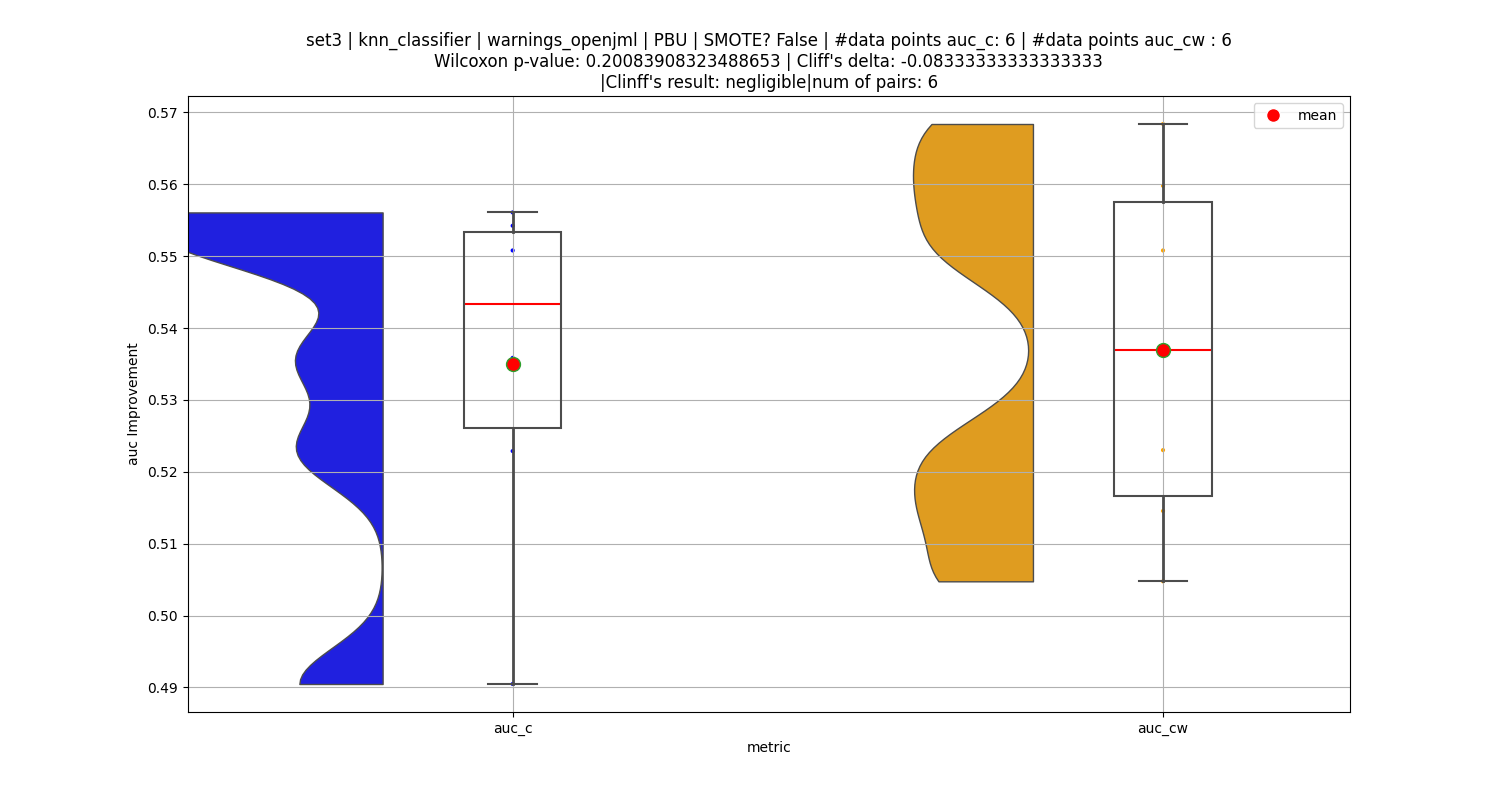 set3 | knn_classifier | warnings_openjml | PBU | SMOTE? False | #data points auc_c: 6 | #data points auc_cw : 6
Wilcoxon p-value: 0.20083908323488653 | Cliff's delta: -0.08333333333333333
|Clinff's result: negligible|num of pairs: 6
mean
auc Improvement
0.57
0.56
0.55
0.54
0.53
0.52
0.51
0.50
0.49
auc_c
auc_cw
metric